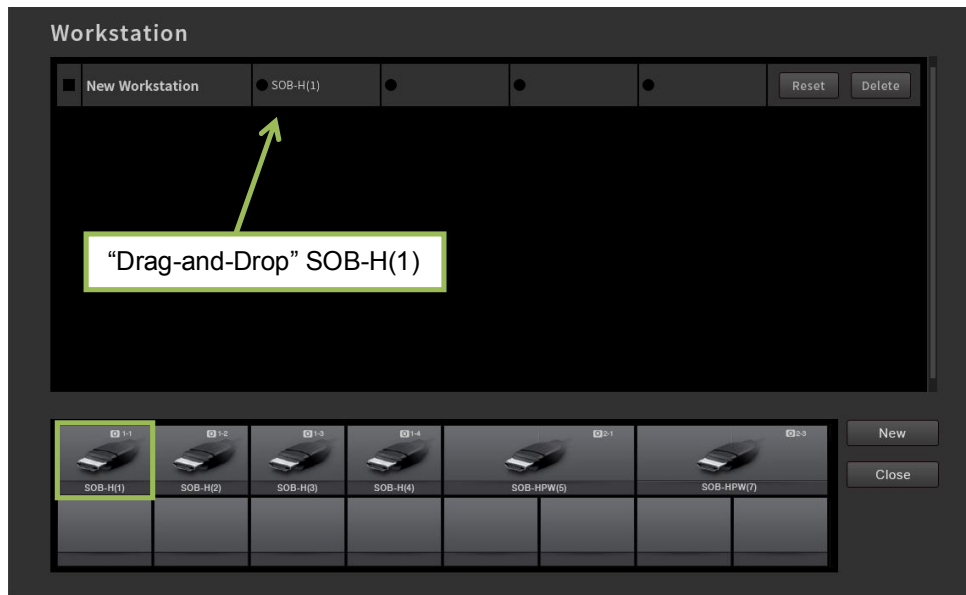 Workstation
New Workstation SOB-H(1) Reset Delete
“Drag-and-Drop” SOB-H(1)
O 1-1 O 1-2 O 1-3 O 1-4 O 2-1 O 2-3
SOB-H(1) SOB-H(2) SOB-H(3) SOB-H(4) SOB-HPW(5) SOB-HPW(7)
New
Close